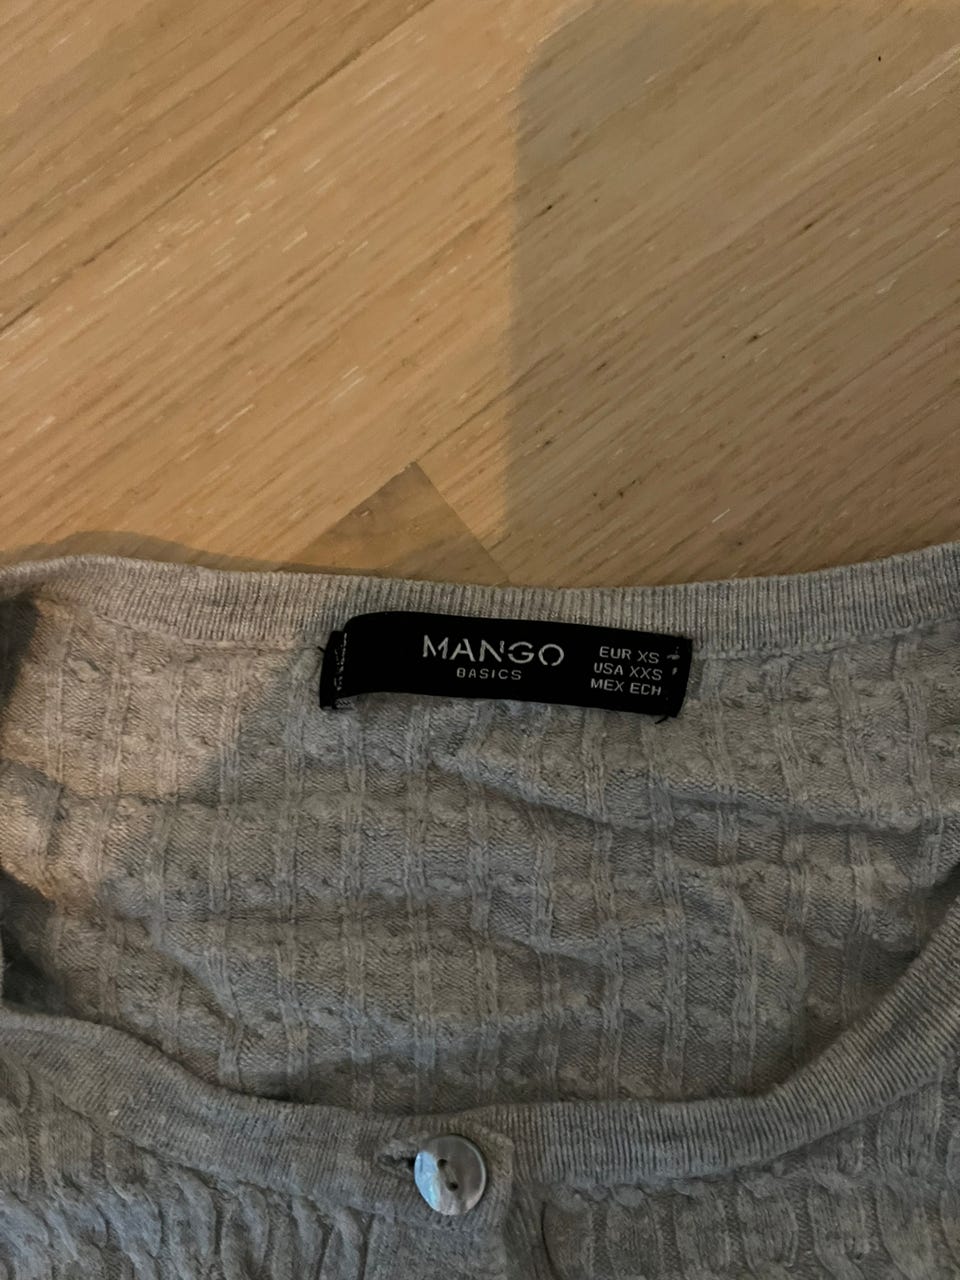 MANGO
BASICS
EUR XS
USA XXS
MEX ECH